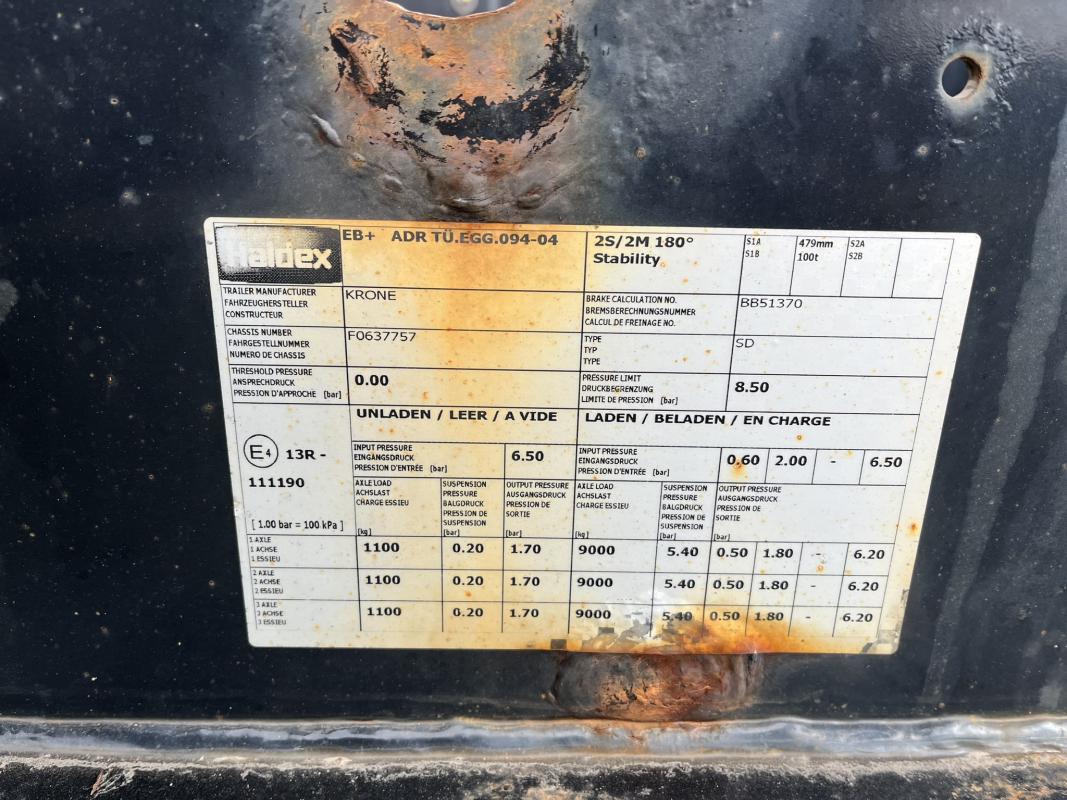 Haldex
EB+ ADR TÜ.EGG.094-04
2S/2M 180°
Stability
S1A
S1B
479mm
100t
S2A
S2B
TRAILER MANUFACTURER
FAHRZEUGHERSTELLER
CONSTRUCTEUR
KRONE
BRAKE CALCULATION NO.
BREMSBERECHNUNGSNUMMER
CALCUL DE FREINAGE NO.
BB51370
CHASSIS NUMBER
FAHRGESTELLNUMMER
NUMERO DE CHASSIS
F0637757
TYPE
TYP
TYPE
SD
THRESHOLD PRESSURE
ANSPRECHDRUCK
PRESSION D'APPROCHE [bar]
0.00
PRESSURE LIMIT
DRUCKBEGRENZUNG
LIMITE DE PRESSION [bar]
8.50
UNLADEN / LEER / A VIDE
LADEN / BELADEN / EN CHARGE
E4 13R -
111190
[ 1.00 bar = 100 kPa ]
INPUT PRESSURE
EINGANGSDRUCK
PRESSION D'ENTRÉE [bar]
6.50
INPUT PRESSURE
EINGANGSDRUCK
PRESSION D'ENTRÉE [bar]
0.60 2.00 - 6.50
AXLE LOAD
ACHSLAST
CHARGE ESSIEU
[kg]
SUSPENSION
PRESSURE
BALGDRUCK
PRESSION DE
SUSPENSION
[bar]
OUTPUT PRESSURE
AUSGANGSDRUCK
PRESSION DE
SORTIE
[bar]
AXLE LOAD
ACHSLAST
CHARGE ESSIEU
[kg]
SUSPENSION
PRESSURE
BALGDRUCK
PRESSION DE
SUSPENSION
[bar]
OUTPUT PRESSURE
AUSGANGSDRUCK
PRESSION DE
SORTIE
[bar]
1 AXLE
1 ACHSE
1 ESSIEU
1100 0.20 1.70 9000 5.40 0.50 1.80 - 6.20
2 AXLE
2 ACHSE
2 ESSIEU
1100 0.20 1.70 9000 5.40 0.50 1.80 - 6.20
3 AXLE
3 ACHSE
3 ESSIEU
1100 0.20 1.70 9000 5.40 0.50 1.80 - 6.20